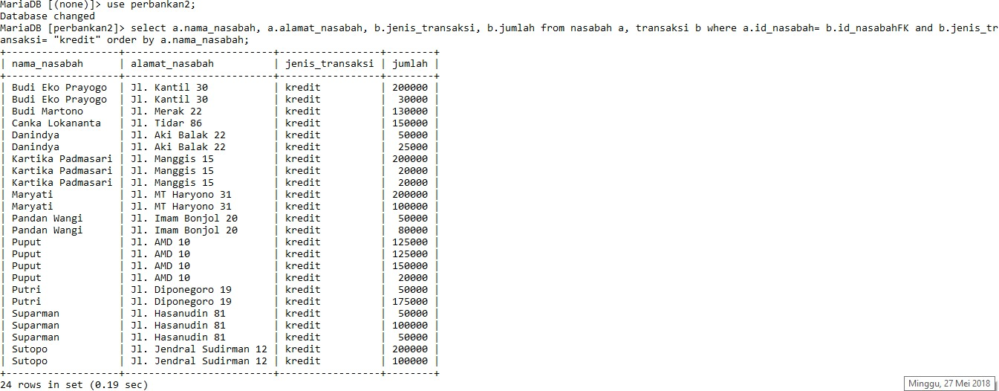 MariaDB [(none)]> use perbankan2;
Database changed
MariaDB [perbankan2]> select a.nama_nasabah, a.alamat_nasabah, b.jenis_transaksi, b.jumlah from nasabah a, transaksi b where a.id_nasabah= b.id_nasabahFK and b.jenis_tr
ansaksi= "kredit" order by a.nama_nasabah;
+-------------------+-------------------------+-----------------+--------+
| nama_nasabah      | alamat_nasabah          | jenis_transaksi | jumlah |
+-------------------+-------------------------+-----------------+--------+
| Budi Eko Prayogo  | Jl. Kantil 30           | kredit          | 200000 |
| Budi Eko Prayogo  | Jl. Kantil 30           | kredit          |  30000 |
| Budi Martono      | Jl. Merak 22            | kredit          | 130000 |
| Canka Lokananta   | Jl. Tidar 86            | kredit          | 150000 |
| Danindya          | Jl. Aki Balak 22        | kredit          |  50000 |
| Danindya          | Jl. Aki Balak 22        | kredit          |  25000 |
| Kartika Padmasari | Jl. Manggis 15          | kredit          | 200000 |
| Kartika Padmasari | Jl. Manggis 15          | kredit          |  20000 |
| Kartika Padmasari | Jl. Manggis 15          | kredit          |  20000 |
| Maryati           | Jl. MT Haryono 31       | kredit          | 200000 |
| Maryati           | Jl. MT Haryono 31       | kredit          | 100000 |
| Pandan Wangi      | Jl. Imam Bonjol 20      | kredit          |  50000 |
| Pandan Wangi      | Jl. Imam Bonjol 20      | kredit          |  80000 |
| Puput             | Jl. AMD 10              | kredit          | 125000 |
| Puput             | Jl. AMD 10              | kredit          | 125000 |
| Puput             | Jl. AMD 10              | kredit          | 150000 |
| Puput             | Jl. AMD 10              | kredit          |  20000 |
| Putri             | Jl. Diponegoro 19       | kredit          |  50000 |
| Putri             | Jl. Diponegoro 19       | kredit          | 175000 |
| Suparman          | Jl. Hasanudin 81        | kredit          |  50000 |
| Suparman          | Jl. Hasanudin 81        | kredit          | 100000 |
| Suparman          | Jl. Hasanudin 81        | kredit          |  50000 |
| Sutopo            | Jl. Jendral Sudirman 12 | kredit          | 200000 |
| Sutopo            | Jl. Jendral Sudirman 12 | kredit          | 100000 |
+-------------------+-------------------------+-----------------+--------+
24 rows in set (0.19 sec)
Minggu, 27 Mei 2018